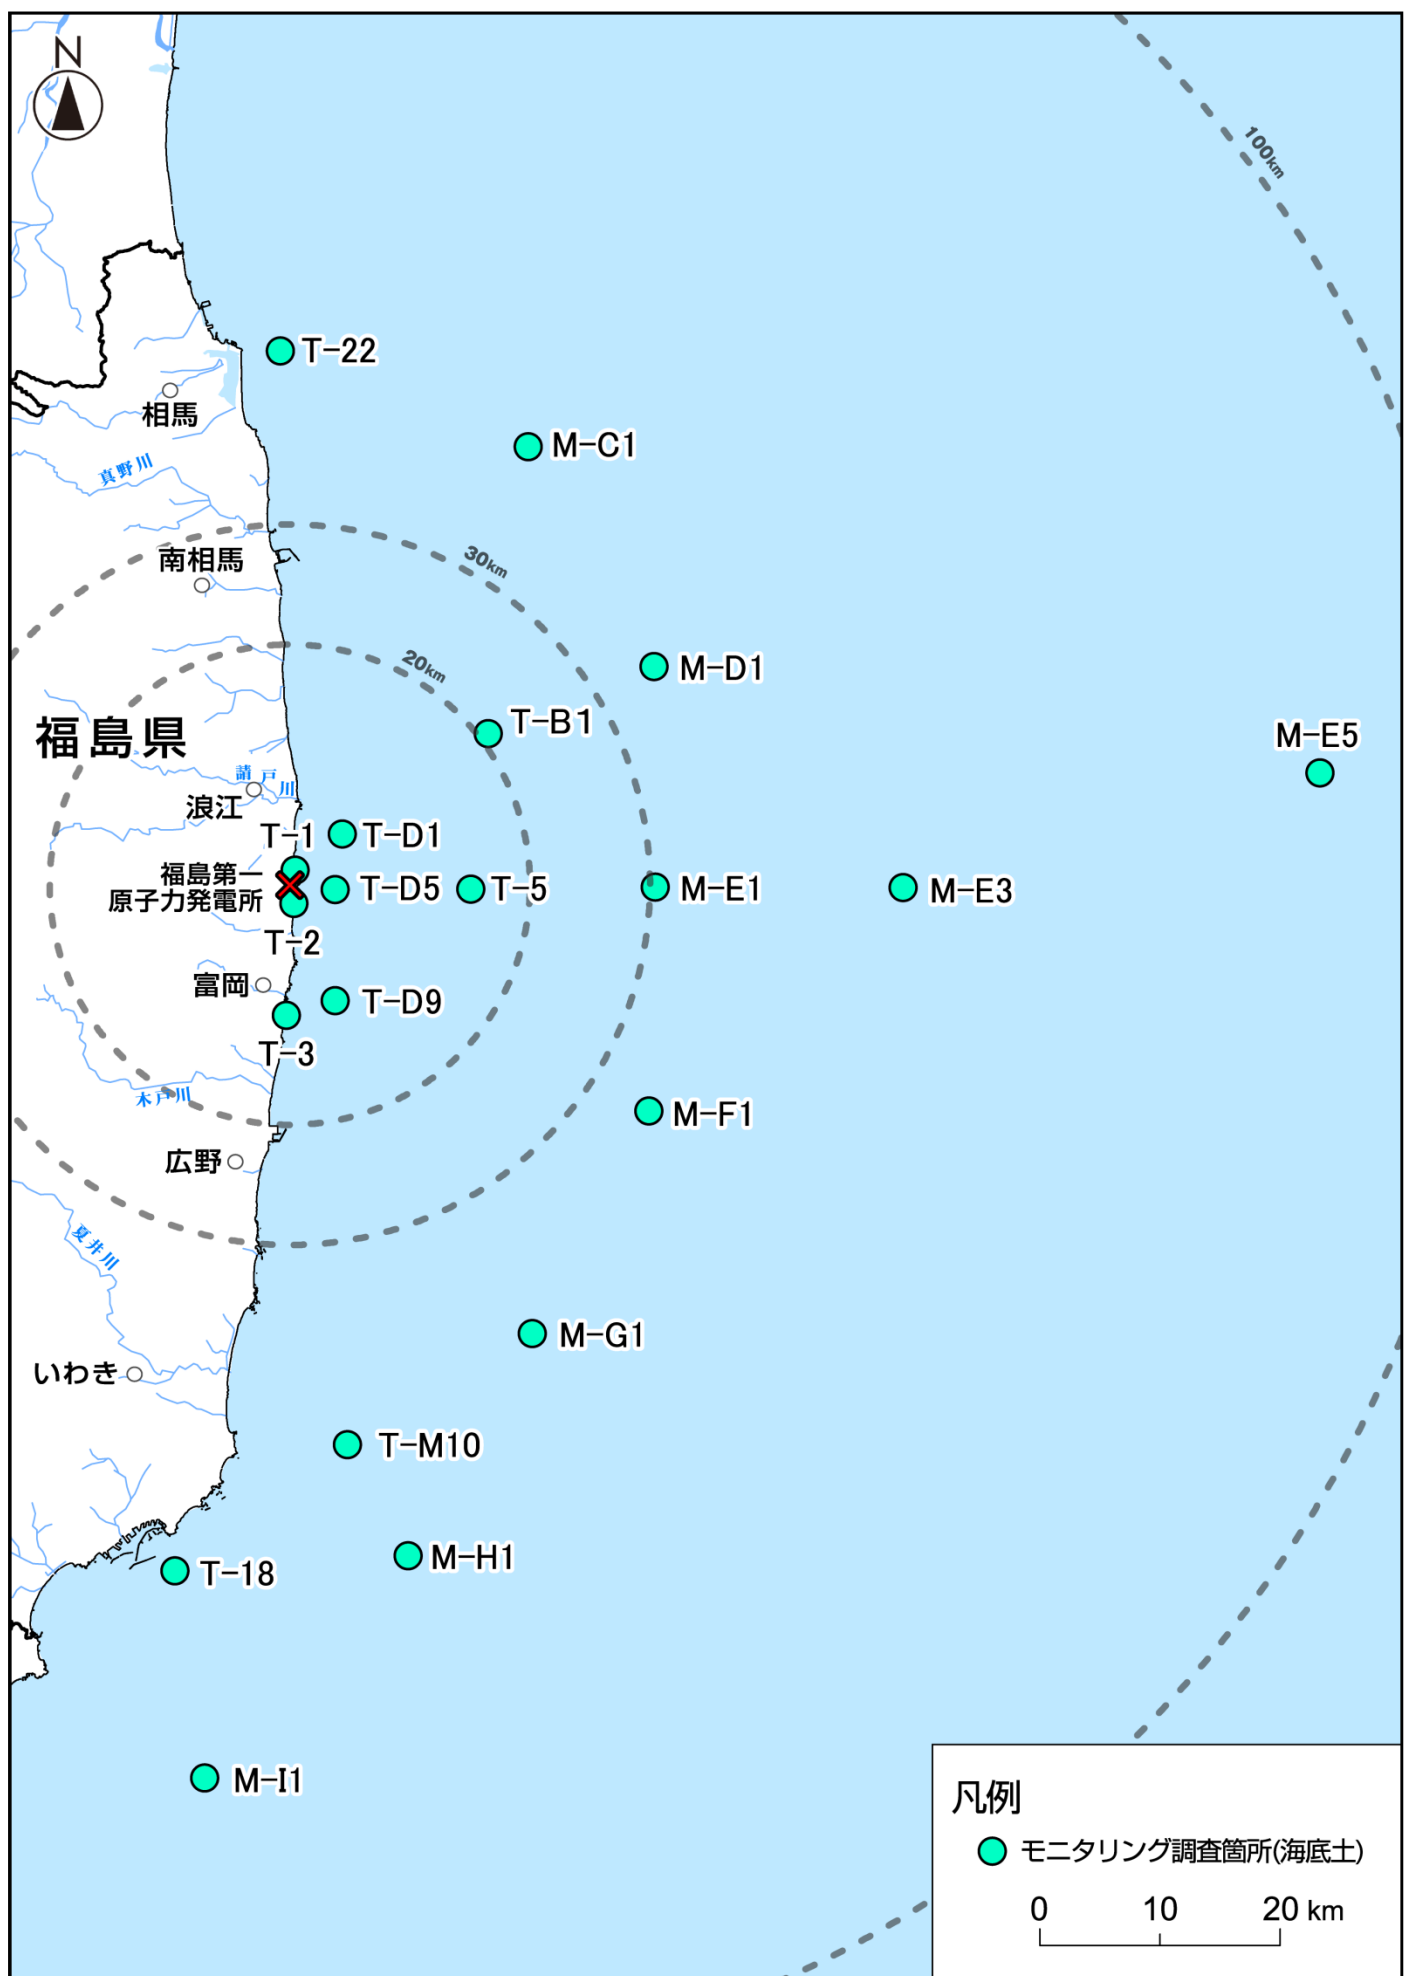 N
100km
T-22
相馬
M-C1
真野川
30km
南相馬
20km
M-D1
T-B1
福島県
M-E5
請戸川
浪江
T-1
T-D1
福島第一
原子力発電所
T-D5
T-5
M-E1
M-E3
T-2
富岡
T-D9
T-3
木戸川
M-F1
広野
夏井川
M-G1
いわき
T-M10
M-H1
T-18
M-I1
凡例
モニタリング調査箇所(海底土)
0 10 20 km